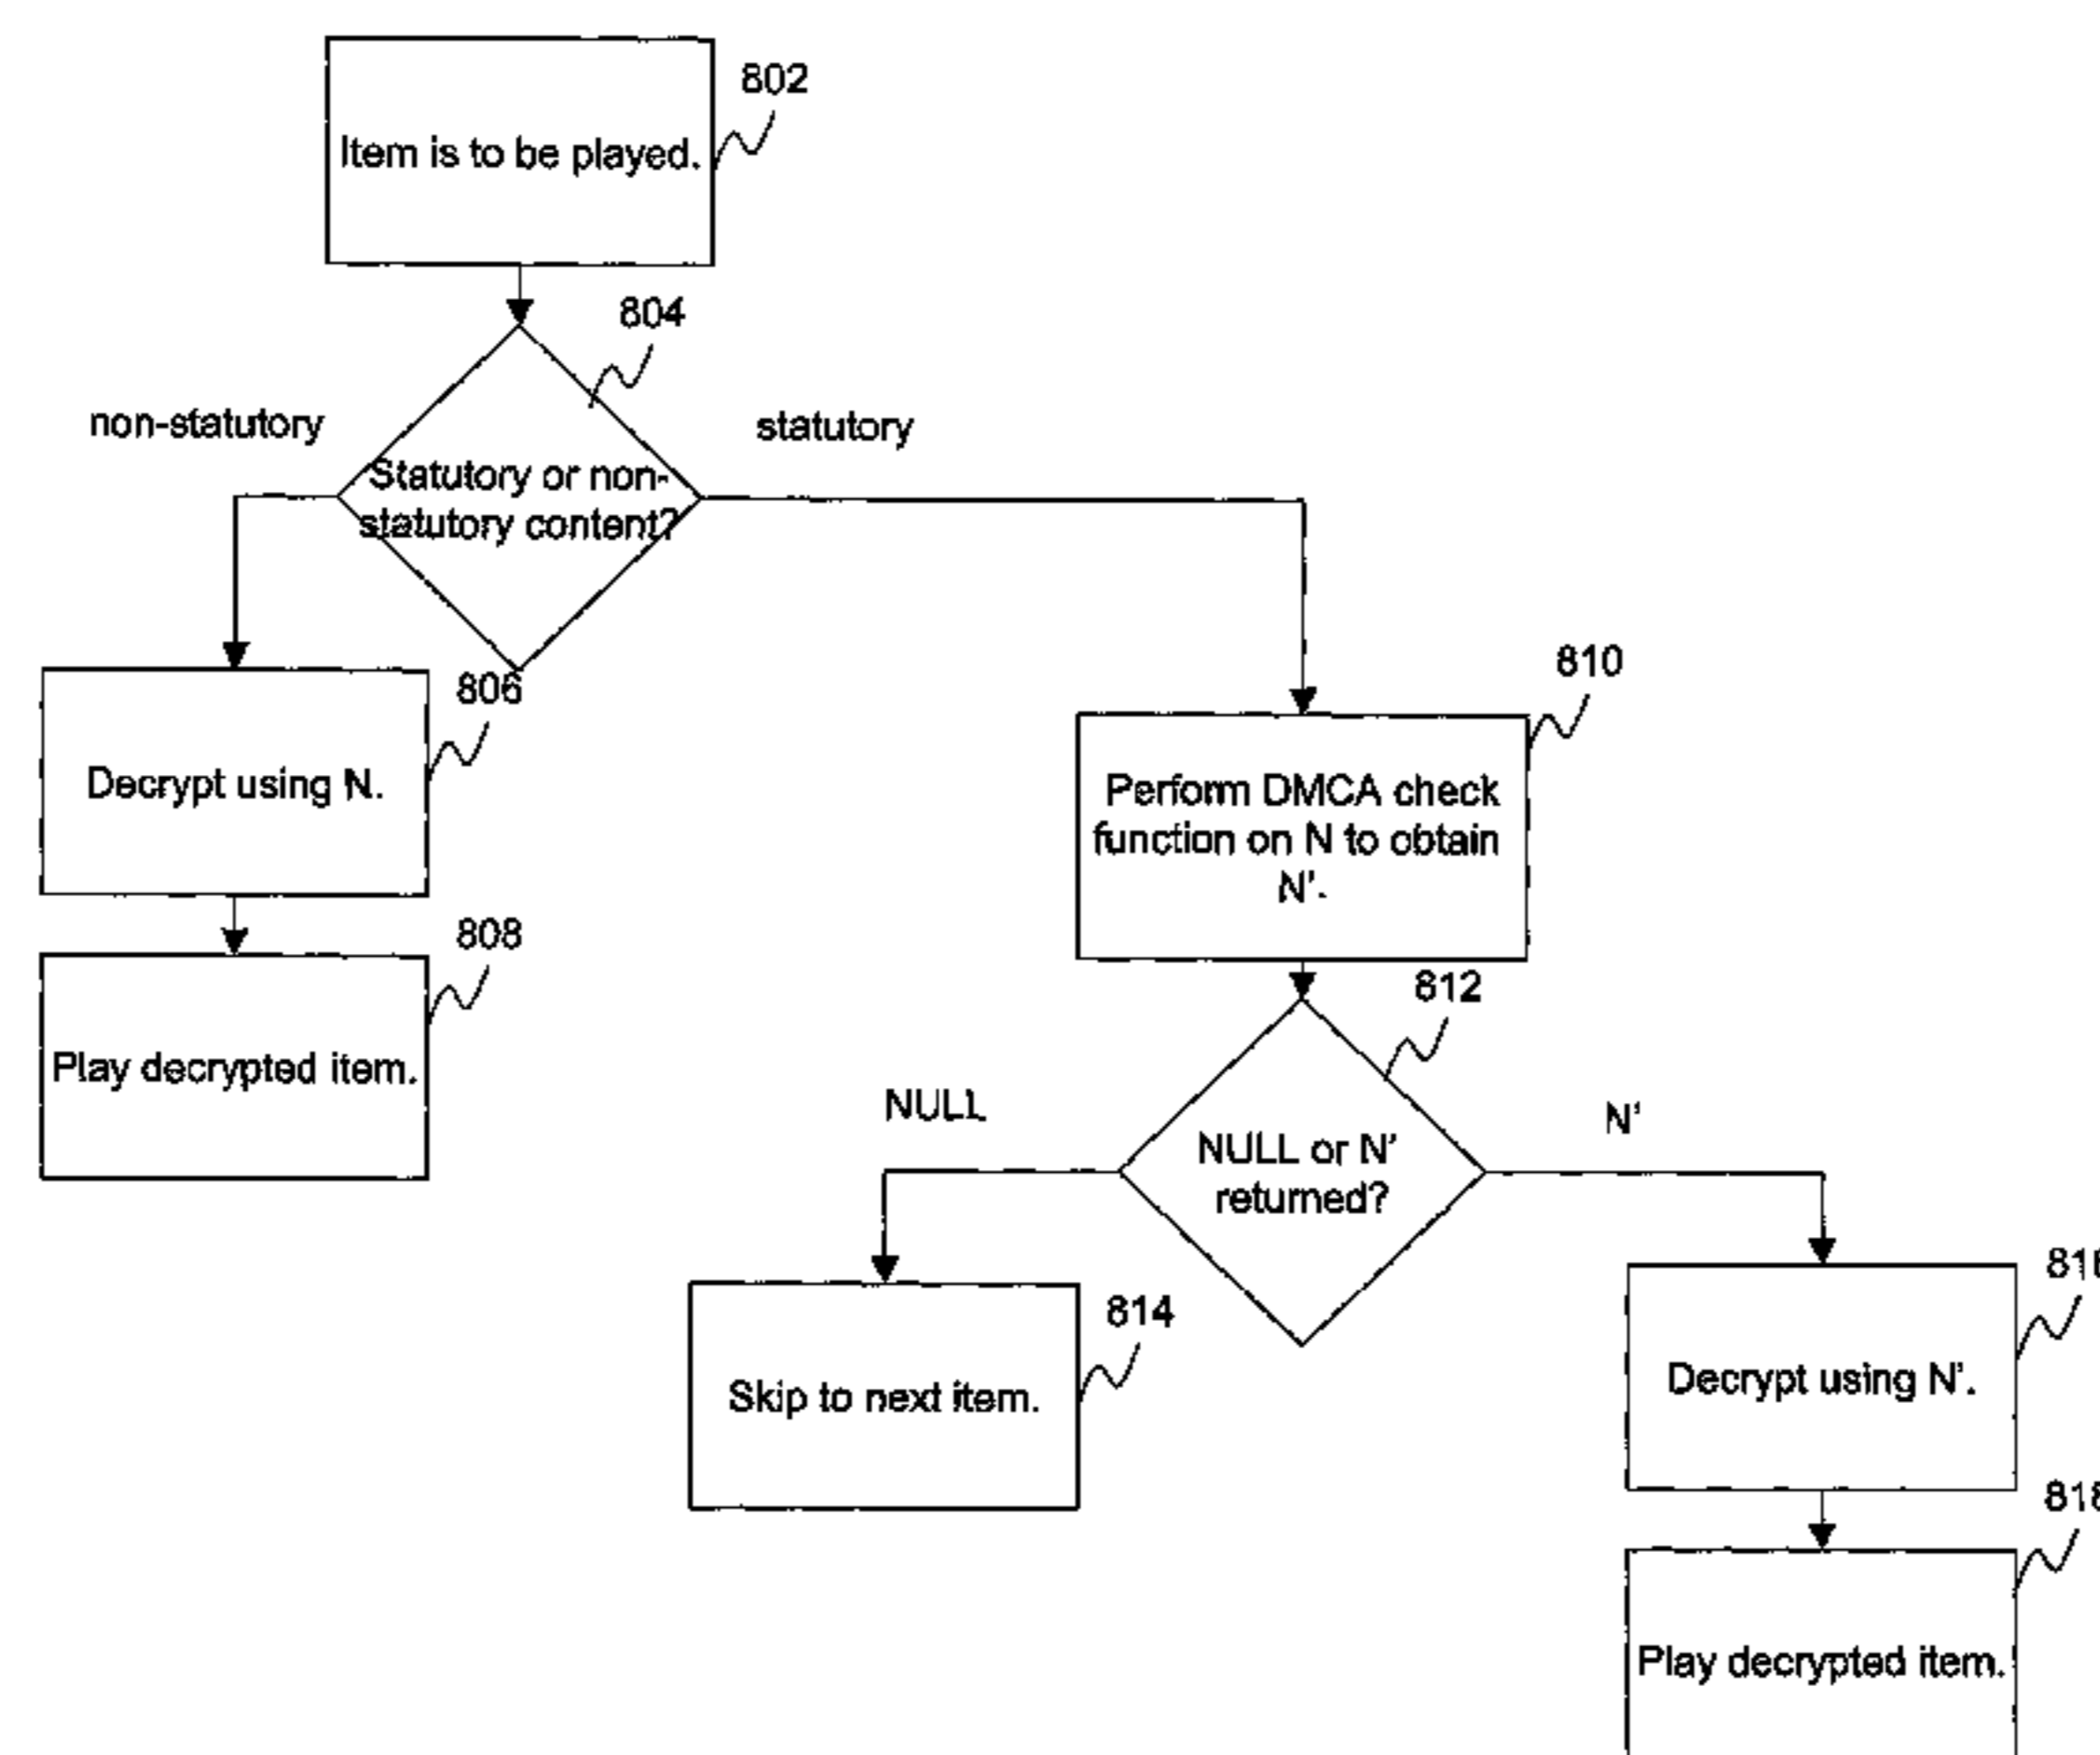 802
Item is to be played.
804
non-statutory
statutory
Statutory or non-
statutory content?
806
Decrypt using N.
808
Play decrypted item.
810
Perform DMCA check
function on N to obtain
N'.
812
NULL
N'
NULL or N'
returned?
814
Skip to next item.
816
Decrypt using N'.
818
Play decrypted item.